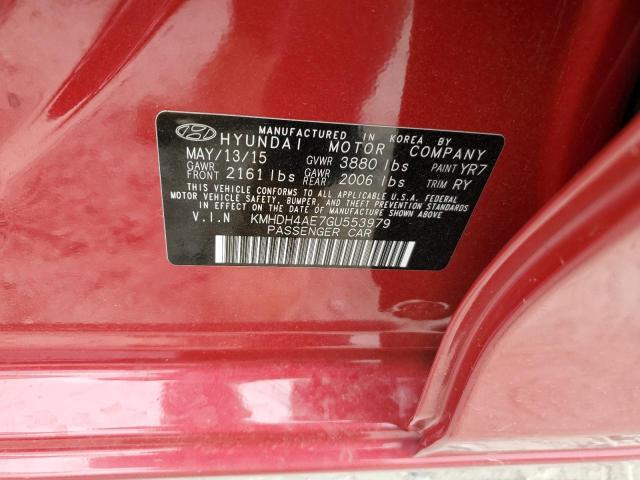 MANUFACTURED IN KOREA BY
HYUNDAI MOTOR COMPANY
MAY/13/15 GVWR 3880 lbs PAINT YR7
GAWR FRONT 2161 lbs GAWR REAR 2006 lbs TRIM RY
THIS VEHICLE CONFORMS TO ALL APPLICABLE U.S.A. FEDERAL
MOTOR VEHICLE SAFETY, BUMPER, AND THEFT PREVENTION STANDARDS
IN EFFECT ON THE DATE OF MANUFACTURE SHOWN ABOVE.
V.I.N KMHDH4AE7GU553979
PASSENGER CAR